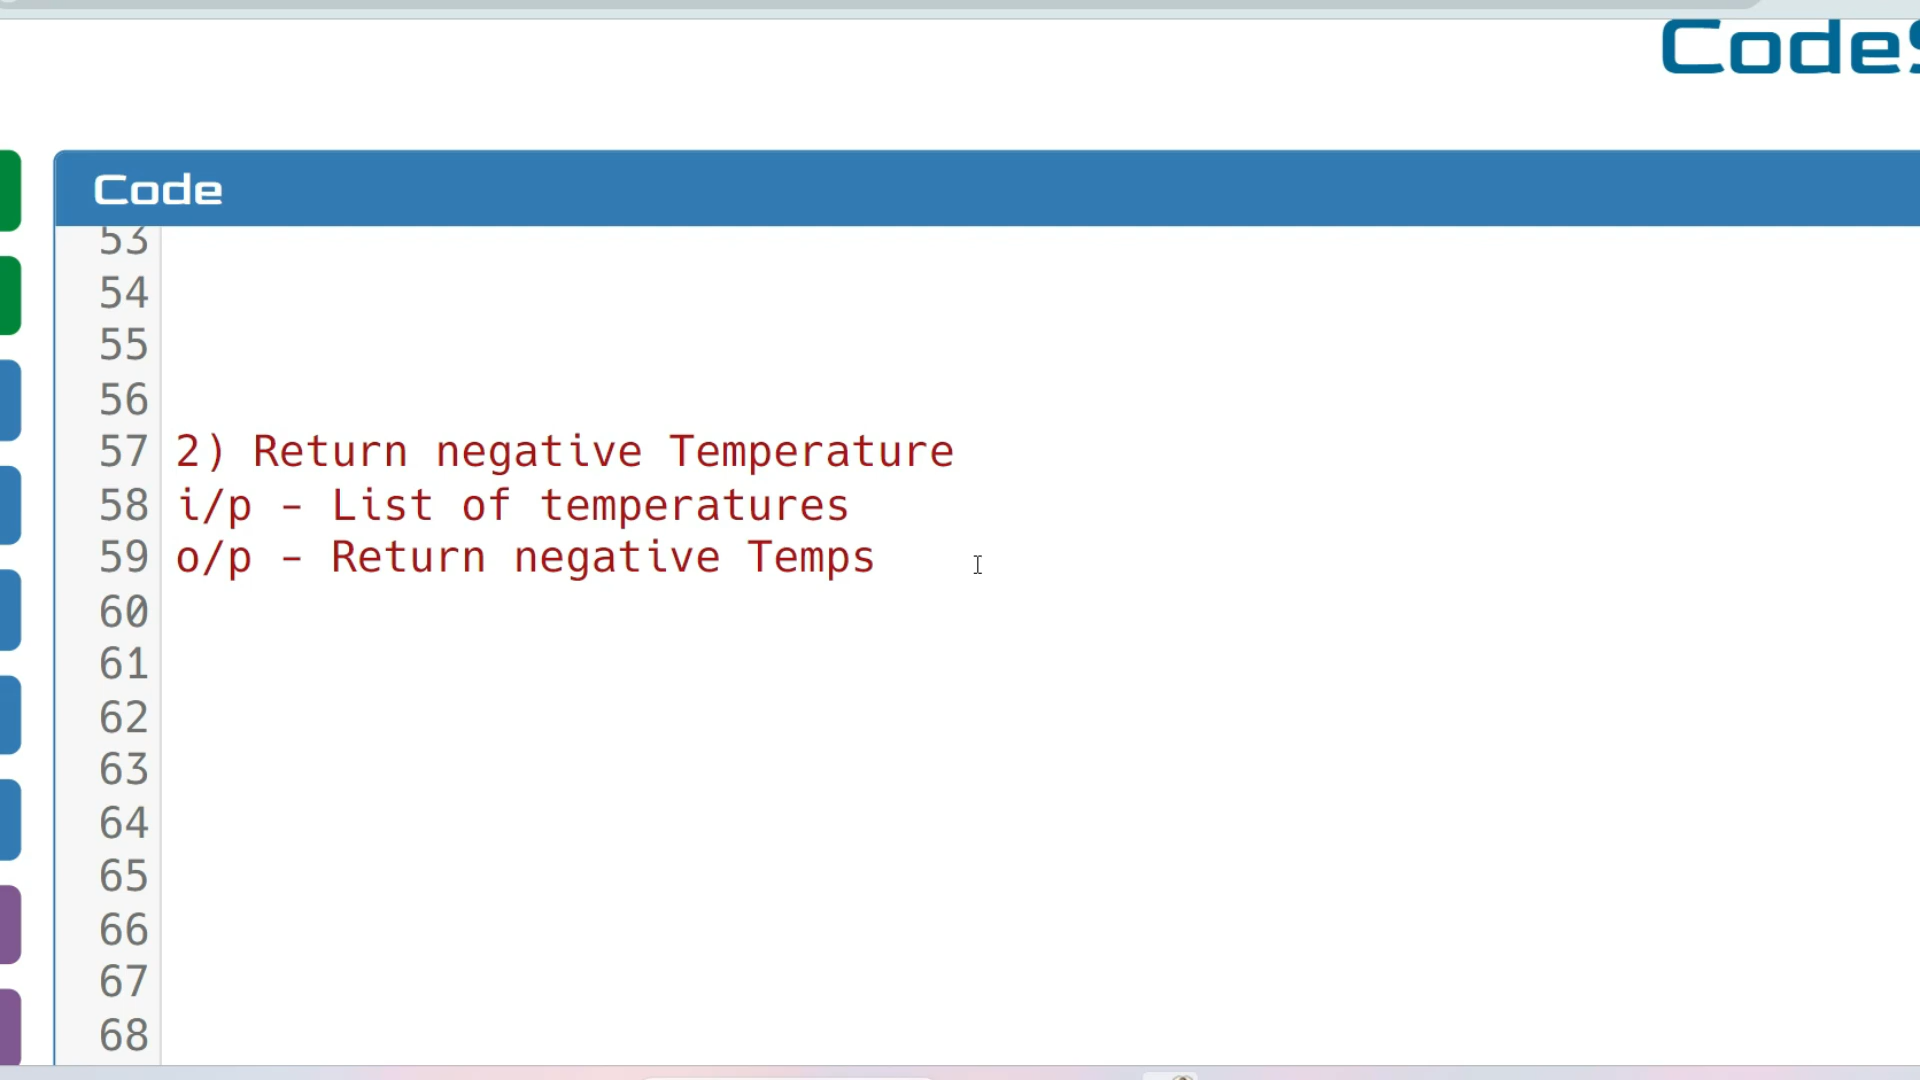 Code
Code
53
54
55
56
57 2) Return negative Temperature
58 i/p - List of temperatures
59 o/p - Return negative Temps
60
61
62
63
64
65
66
67
68